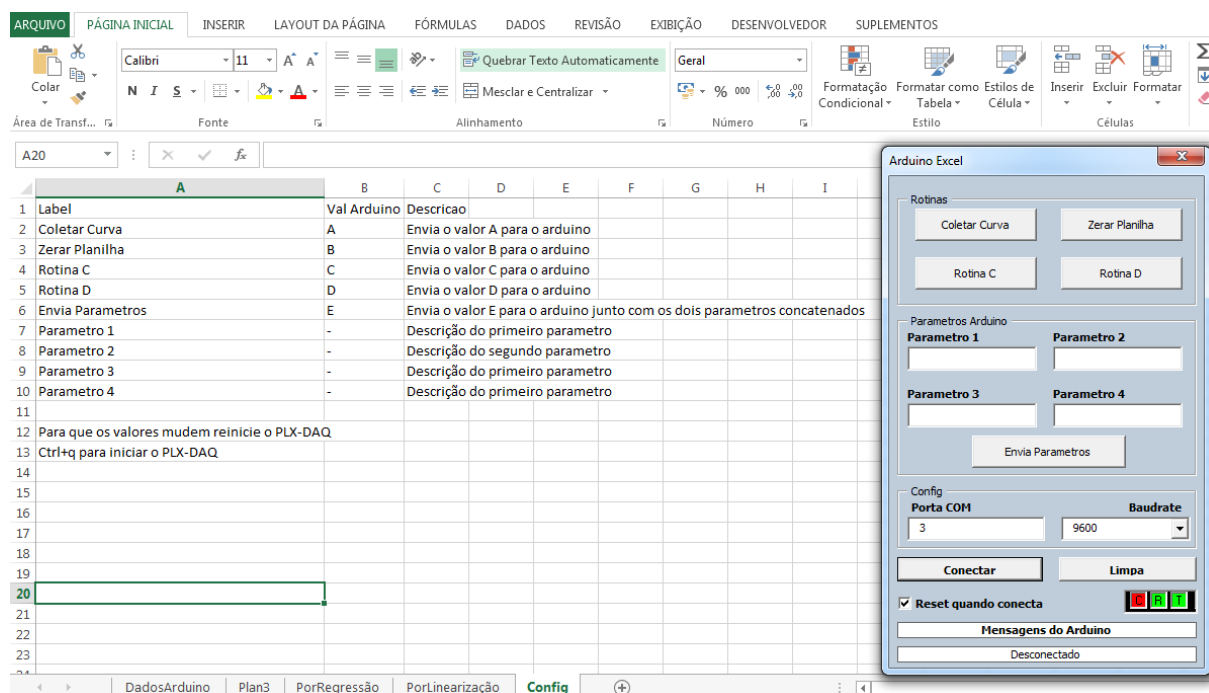 ARQUIVO PÁGINA INICIAL INSERIR LAYOUT DA PÁGINA FÓRMULAS DADOS REVISÃO EXIBIÇÃO DESENVOLVEDOR SUPLEMENTOS
Calibri 11 Quebrar Texto Automaticamente Geral
Colar N I S A Mesclar e Centralizar % 000 Formatação Condicional Formatar como Tabela Estilos de Célula Inserir Excluir Formatar
Área de Transf... Fonte Alinhamento Número Estilo Células
A20 fx
A B C D E F G H I
1 Label Val Arduino Descricao
2 Coletar Curva A Envia o valor A para o arduino
3 Zerar Planilha B Envia o valor B para o arduino
4 Rotina C C Envia o valor C para o arduino
5 Rotina D D Envia o valor D para o arduino
6 Envia Parametros E Envia o valor E para o arduino junto com os dois parametros concatenados
7 Parametro 1 - Descrição do primeiro parametro
8 Parametro 2 - Descrição do segundo parametro
9 Parametro 3 - Descrição do primeiro parametro
10 Parametro 4 - Descrição do primeiro parametro
11
12 Para que os valores mudem reinicie o PLX-DAQ
13 Ctrl+q para iniciar o PLX-DAQ
14
15
16
17
18
19
20
21
22
23
DadosArduino Plan3 PorRegressão PorLinearização Config
Arduino Excel
Rotinas
Coletar Curva Zerar Planilha
Rotina C Rotina D
Parametros Arduino
Parametro 1 Parametro 2
Parametro 3 Parametro 4
Envia Parametros
Config
Porta COM Baudrate
3 9600
Conectar Limpa
Reset quando conecta C R T
Mensagens do Arduino
Desconectado